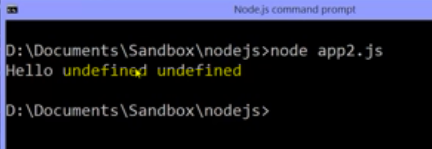 Node.js command prompt
D:\Documents\Sandbox\nodejs>node app2.js
Hello undefined undefined
D:\Documents\Sandbox\nodejs>